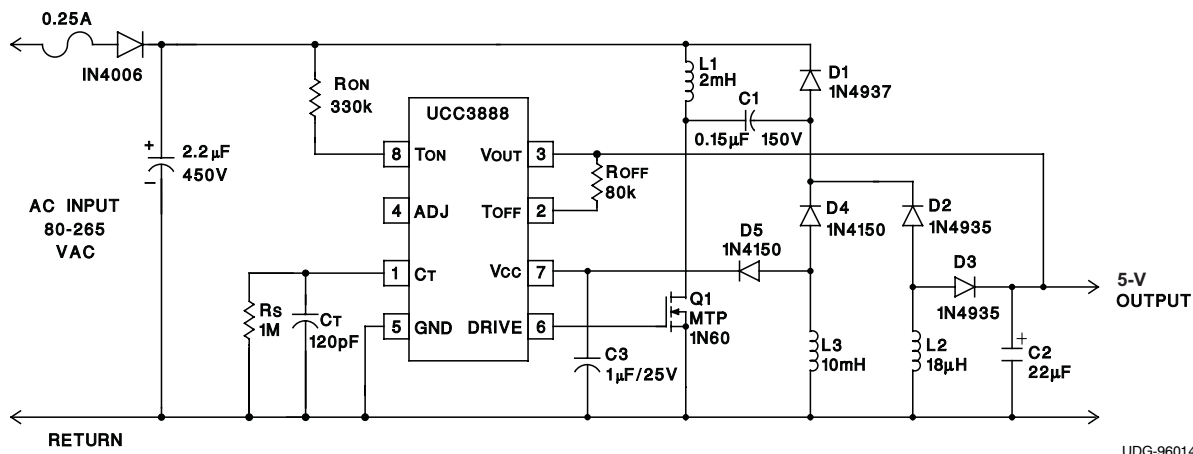 0.25A
IN4006
RON
330k
2.2µF
450V
+
–
AC INPUT
80-265
VAC
RS
1M
CT
120pF
RETURN
UCC3888
8 TON
VOUT 3
4 ADJ
TOFF 2
1 CT
VCC 7
5 GND
DRIVE 6
ROFF
80k
L1
2mH
C1
0.15µF 150V
D1
1N4937
D4
1N4150
D2
1N4935
D5
1N4150
D3
1N4935
Q1
MTP
1N60
C3
1µF/25V
L3
10mH
L2
18µH
+
C2
22µF
5-V
OUTPUT
UDG-96014